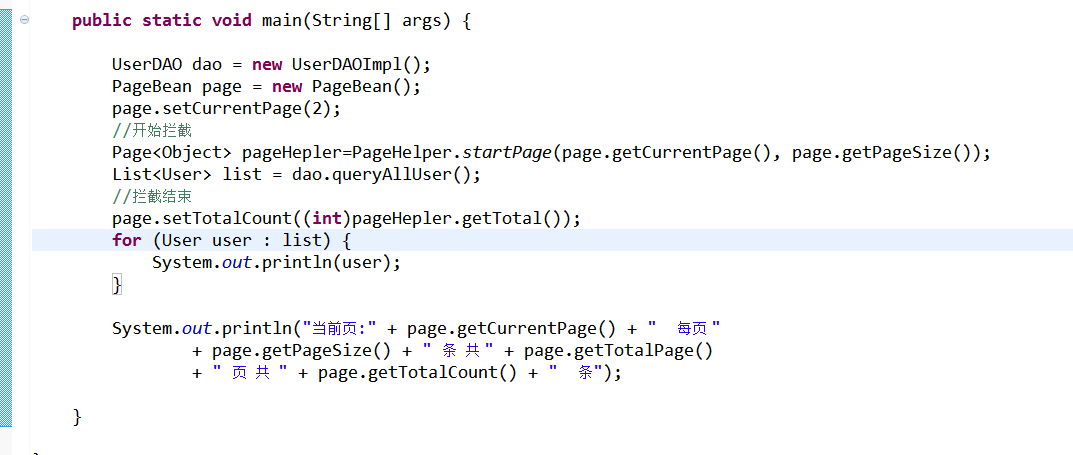 public static void main(String[] args) {
UserDAO dao = new UserDAOImpl();
PageBean page = new PageBean();
page.setCurrentPage(2);
//开始拦截
Page<Object> pageHepler=PageHelper.startPage(page.getCurrentPage(), page.getPageSize());
List<User> list = dao.queryAllUser();
//拦截结束
page.setTotalCount((int)pageHepler.getTotal());
for (User user : list) {
System.out.println(user);
}
System.out.println("当前页:" + page.getCurrentPage() + "  每页"
+ page.getPageSize() + " 条 共" + page.getTotalPage()
+ " 页 共 " + page.getTotalCount() + "  条");
}